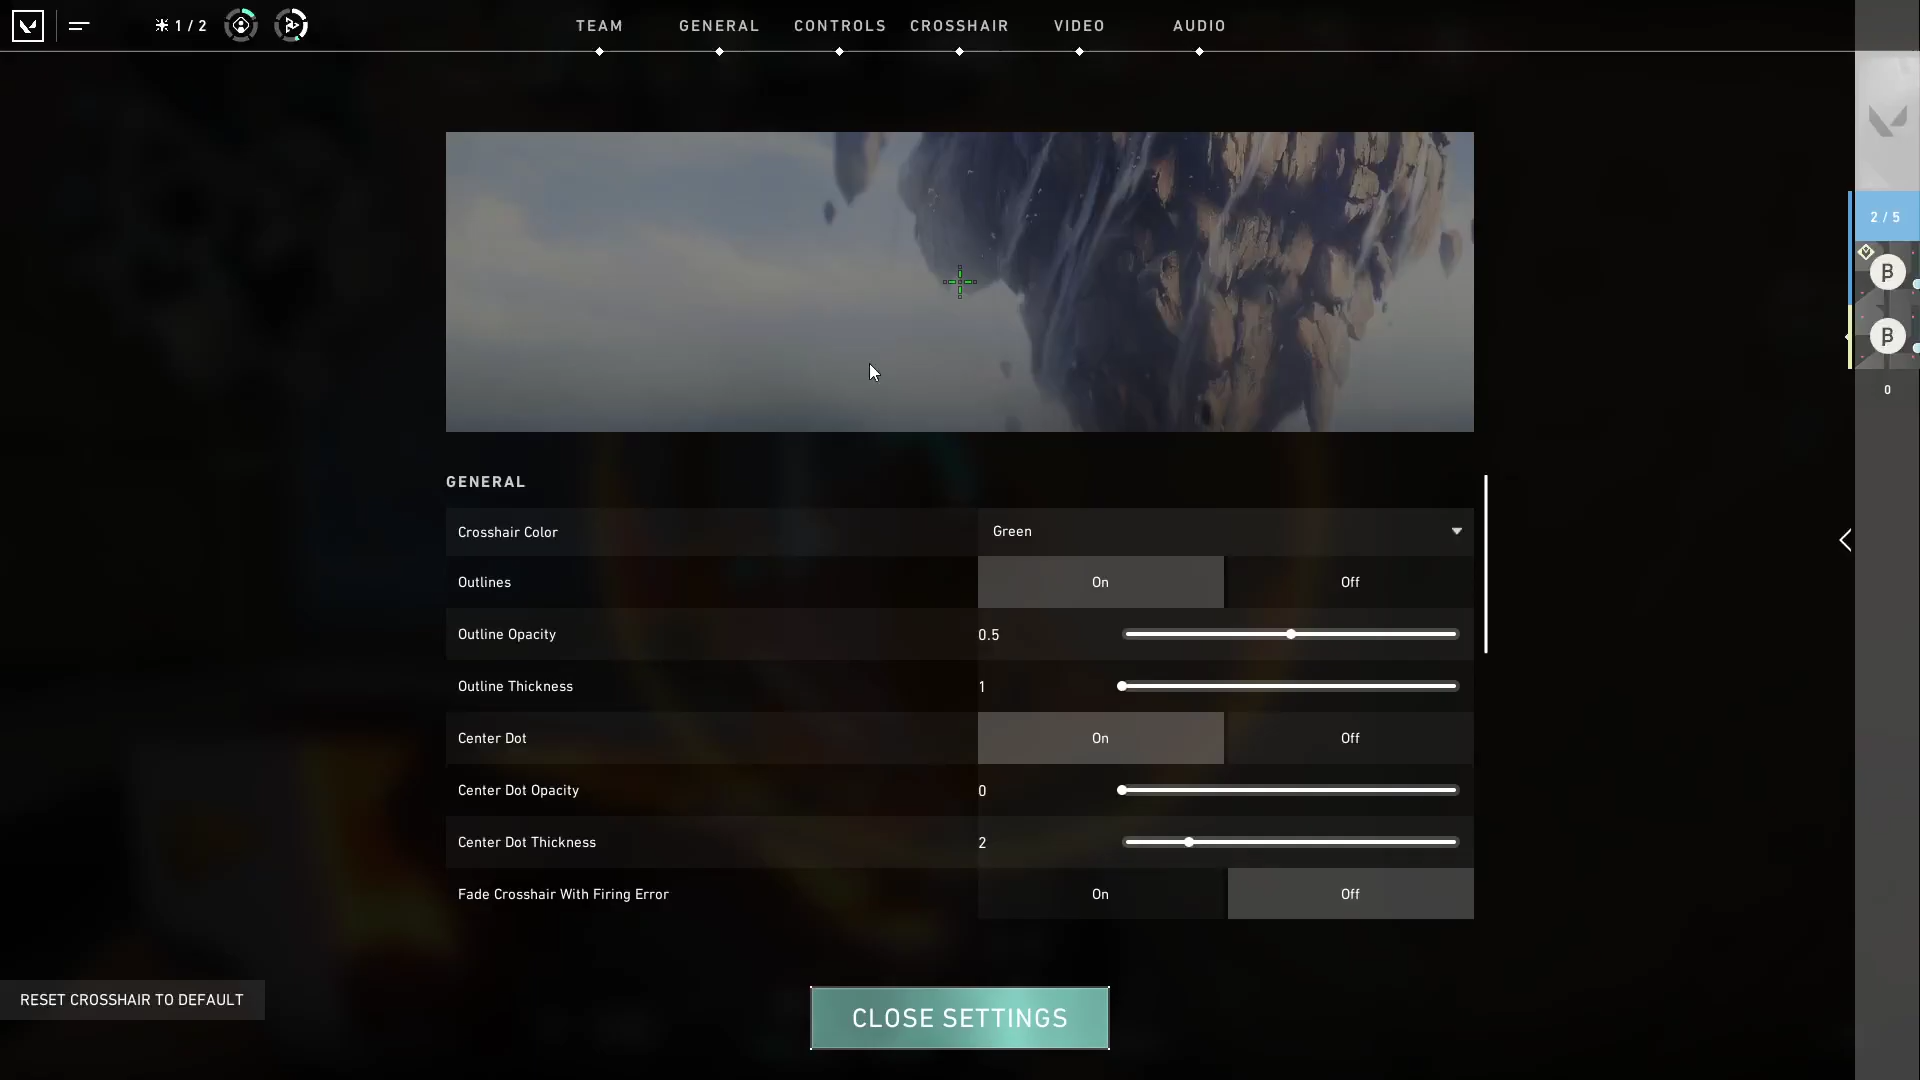 1 / 2
TEAM GENERAL CONTROLS CROSSHAIR VIDEO AUDIO
2 / 5
β
β
0
GENERAL
Crosshair Color Green
Outlines On Off
Outline Opacity 0.5
Outline Thickness 1
Center Dot On Off
Center Dot Opacity 0
Center Dot Thickness 2
Fade Crosshair With Firing Error On Off
RESET CROSSHAIR TO DEFAULT
CLOSE SETTINGS